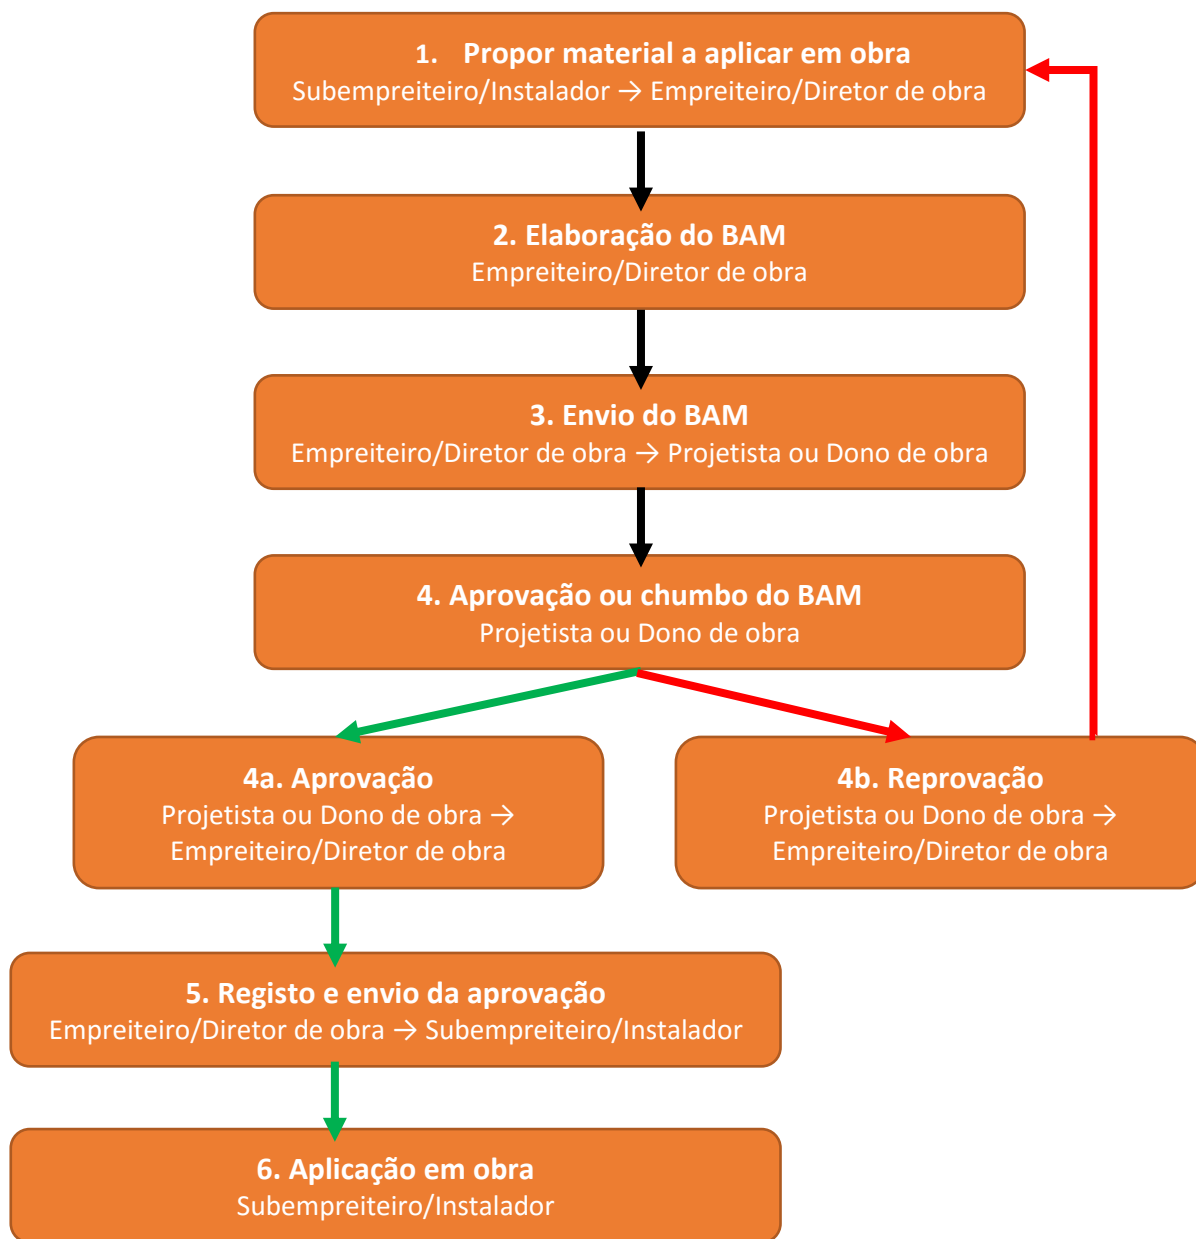 1. Propor material a aplicar em obra
Subempreiteiro/Instalador → Empreiteiro/Diretor de obra
2. Elaboração do BAM
Empreiteiro/Diretor de obra
3. Envio do BAM
Empreiteiro/Diretor de obra → Projetista ou Dono de obra
4. Aprovação ou chumbo do BAM
Projetista ou Dono de obra
4a. Aprovação
Projetista ou Dono de obra →
Empreiteiro/Diretor de obra
4b. Reprovação
Projetista ou Dono de obra →
Empreiteiro/Diretor de obra
5. Registo e envio da aprovação
Empreiteiro/Diretor de obra → Subempreiteiro/Instalador
6. Aplicação em obra
Subempreiteiro/Instalador